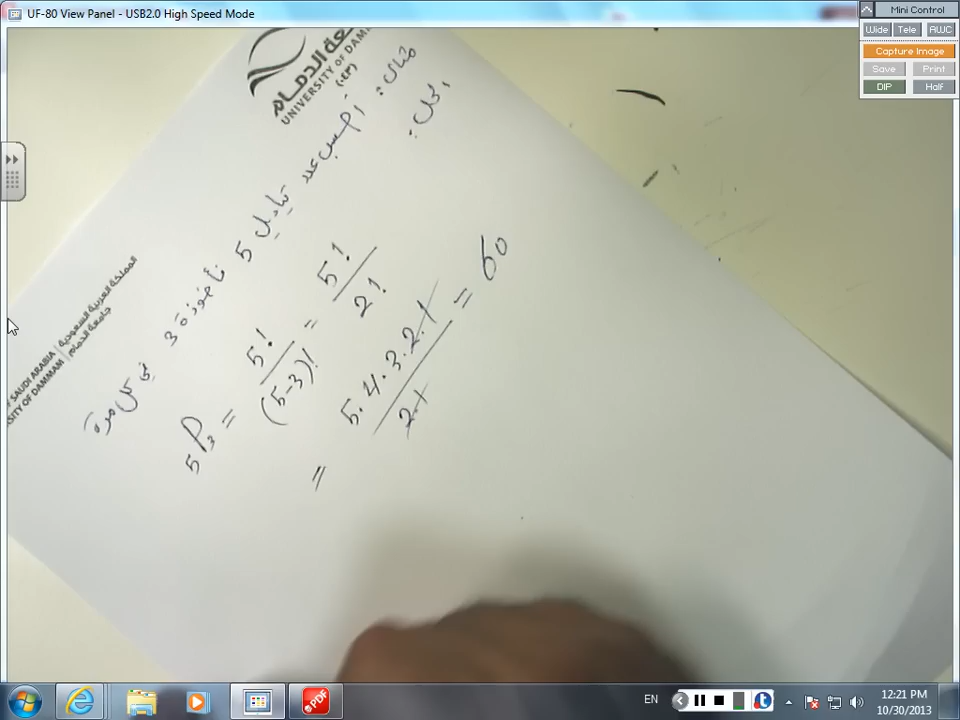 UF-80 View Panel - USB2.0 High Speed Mode
Mini Control
Wide Tele AWC
Capture Image
Save Print
DIP Half
جامعة الدمام
UNIVERSITY OF DAMMAM
المملكة العربية السعودية
جامعة الدمام
SAUDI ARABIA
UNIVERSITY OF DAMMAM
مثال: أحسب عدد تباديل 5 مأخوذة 3 في كل مرة
الحل:
₅P₃ = 5!/(5-3)! = 5!/2!
= 5.4.3.2.1/2.1 = 60
PDF
EN
12:21 PM
10/30/2013